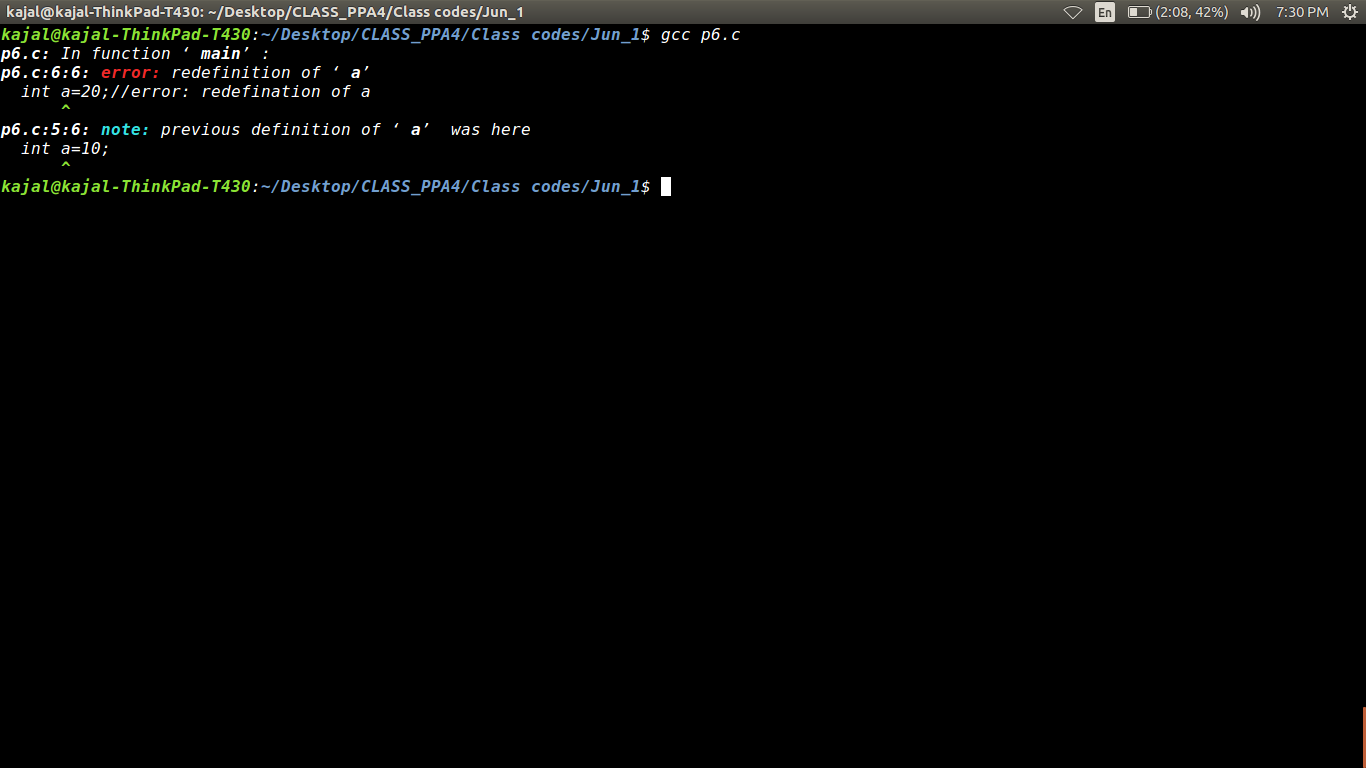 kajal@kajal-ThinkPad-T430: ~/Desktop/CLASS_PPA4/Class codes/Jun_1 En (2:08, 42%) 7:30 PM
kajal@kajal-ThinkPad-T430:~/Desktop/CLASS_PPA4/Class codes/Jun_1$ gcc p6.c
p6.c: In function ‘ main’ :
p6.c:6:6: error: redefinition of ‘ a’
  int a=20;//error: redefination of a
      ^
p6.c:5:6: note: previous definition of ‘ a’  was here
  int a=10;
      ^
kajal@kajal-ThinkPad-T430:~/Desktop/CLASS_PPA4/Class codes/Jun_1$